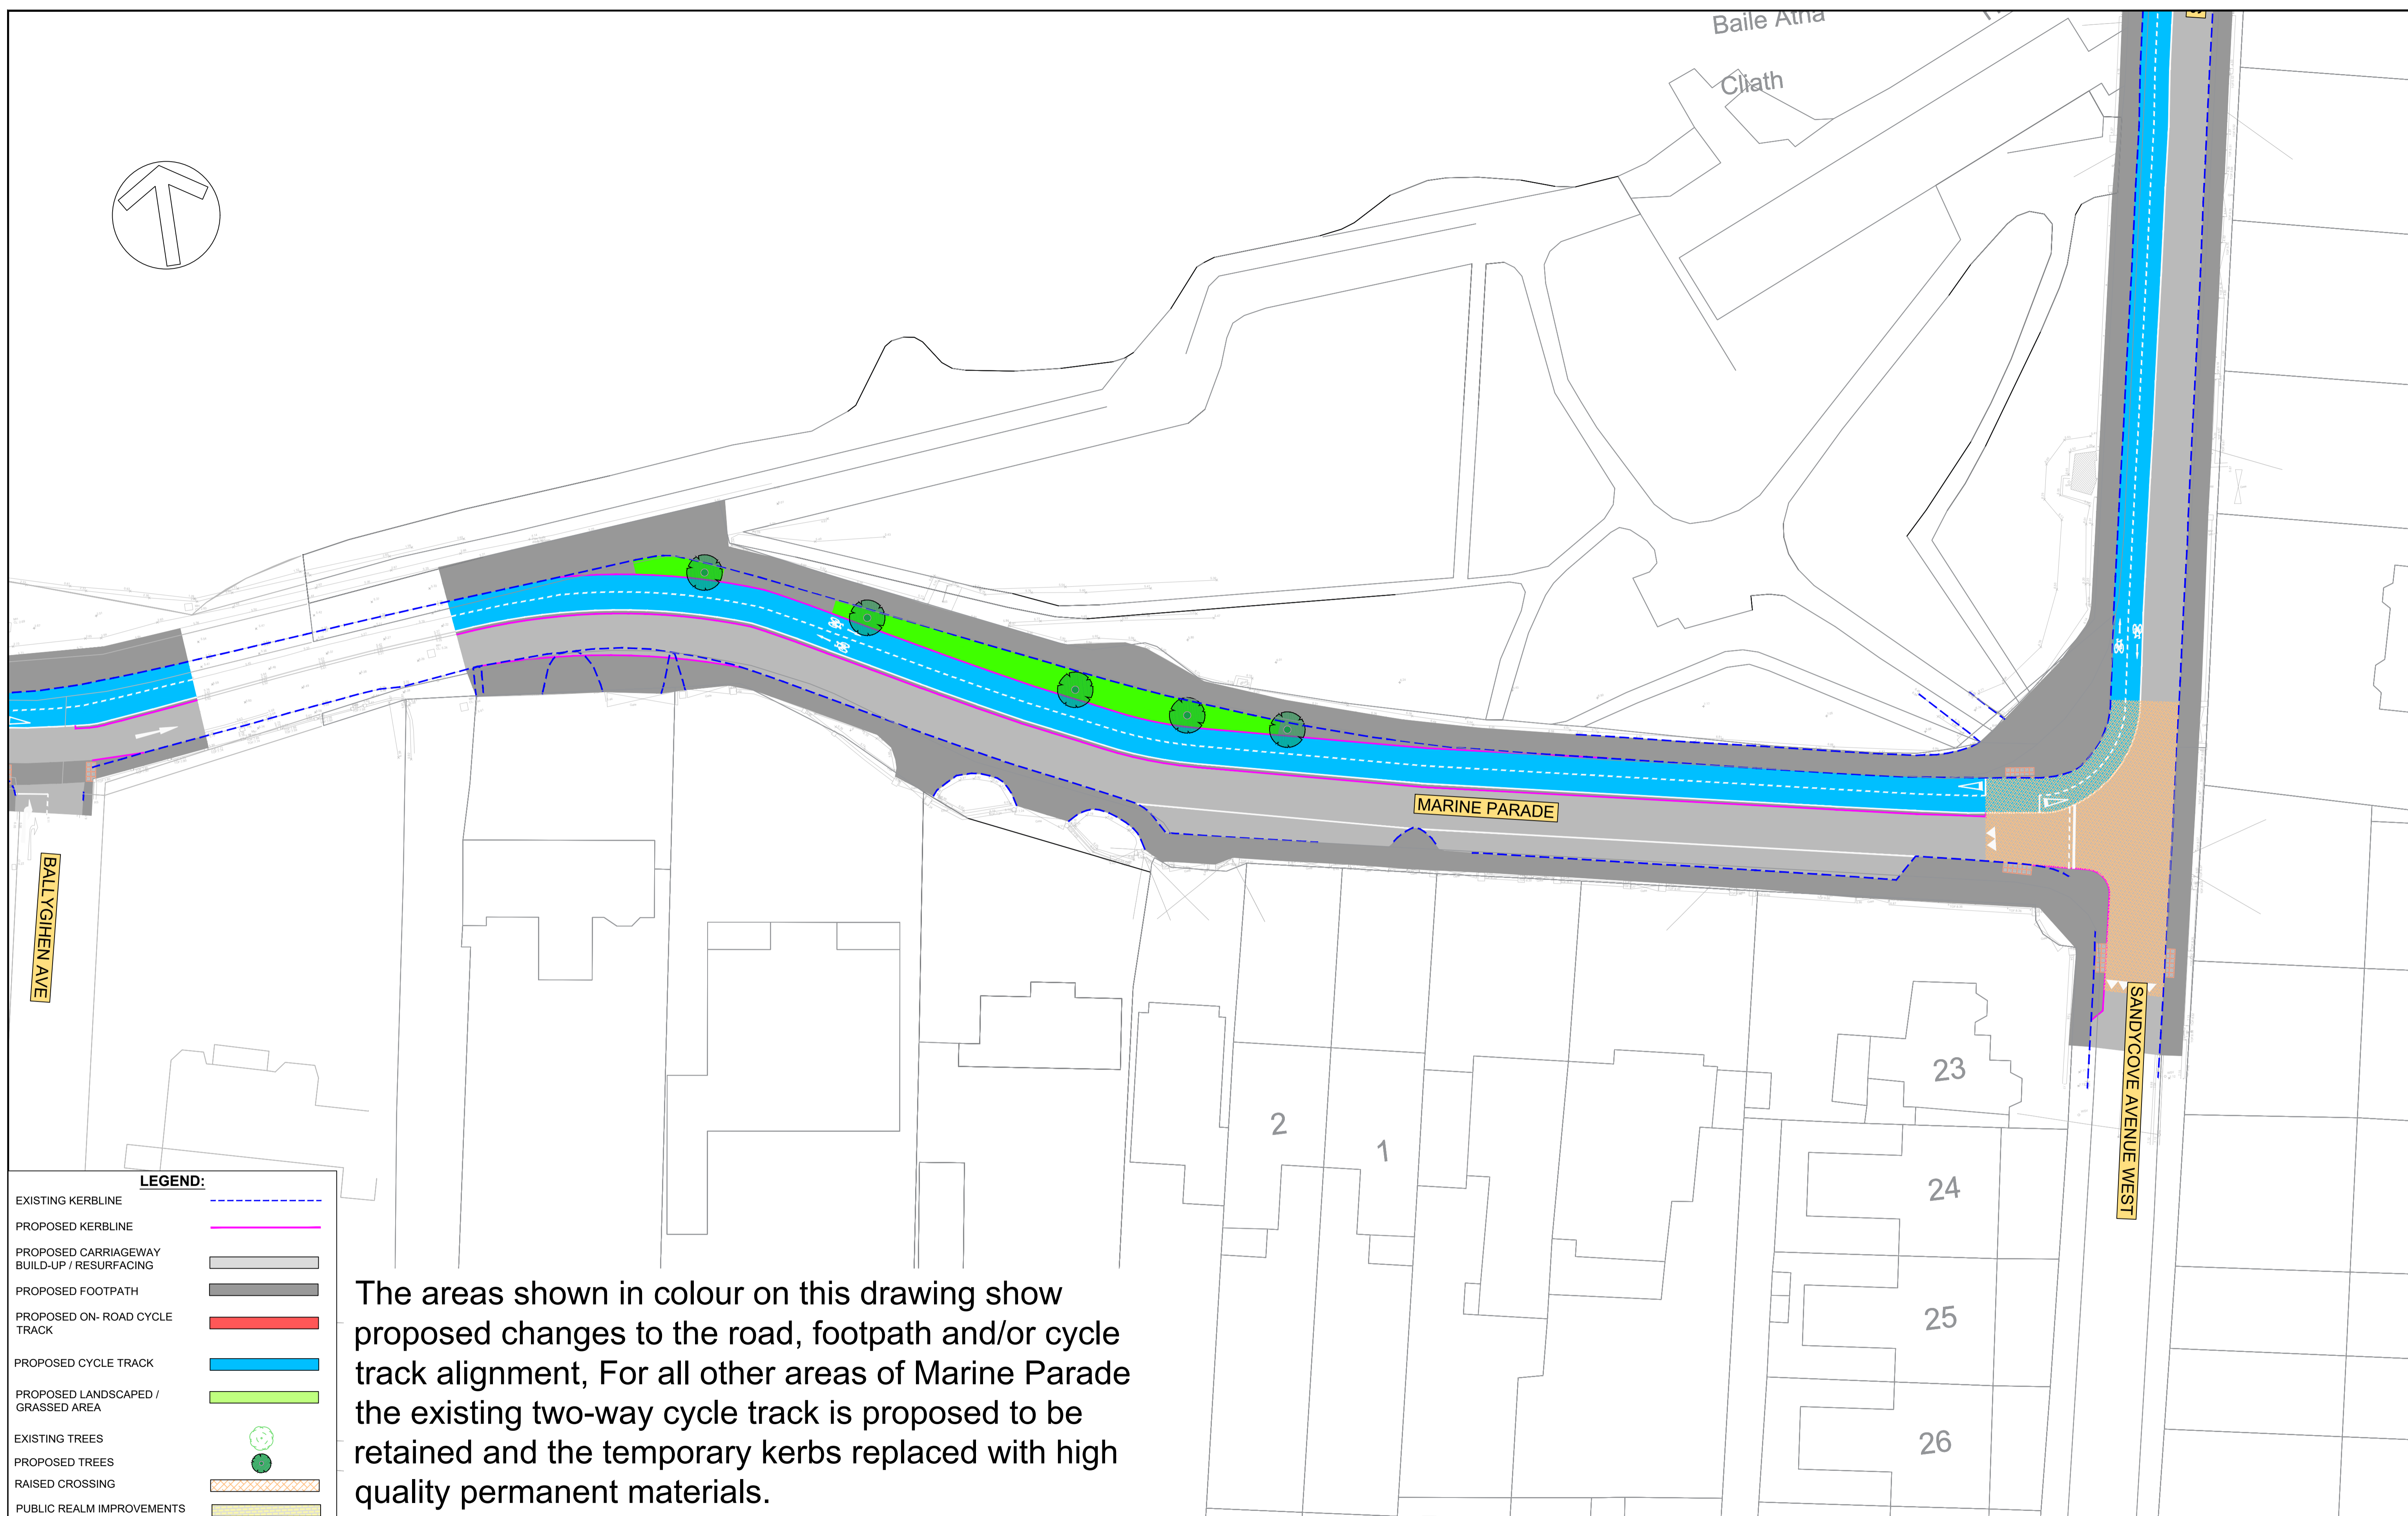 Baile Atha
Cliath
MARINE PARADE
BALLYGIHEN AVE
SANDYCOVE AVENUE WEST
2
1
23
24
25
26
LEGEND:
EXISTING KERBLINE
PROPOSED KERBLINE
PROPOSED CARRIAGEWAY
BUILD-UP / RESURFACING
PROPOSED FOOTPATH
PROPOSED ON- ROAD CYCLE
TRACK
PROPOSED CYCLE TRACK
PROPOSED LANDSCAPED /
GRASSED AREA
EXISTING TREES
PROPOSED TREES
RAISED CROSSING
PUBLIC REALM IMPROVEMENTS
The areas shown in colour on this drawing show
proposed changes to the road, footpath and/or cycle
track alignment, For all other areas of Marine Parade
the existing two-way cycle track is proposed to be
retained and the temporary kerbs replaced with high
quality permanent materials.